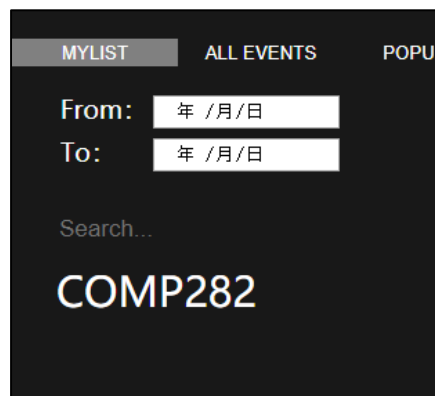 MYLIST ALL EVENTS POPU
From: 年 /月/日
To: 年 /月/日
Search...
COMP282